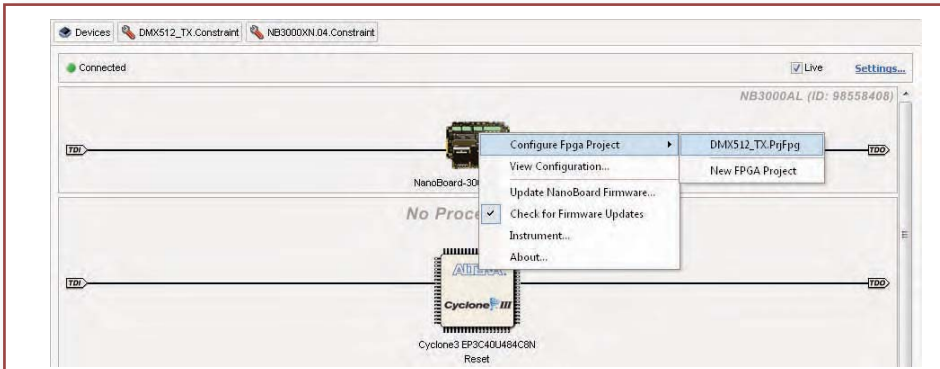 Devices DMX512_TX.Constraint NB3000XN.04.Constraint
Connected Live Settings...
NB3000AL (ID: 98558408)
TDI TDO
Configure Fpga Project DMX512_TX.PrjFpg
View Configuration... New FPGA Project
NanoBoard-30
Update NanoBoard Firmware...
No Proce Check for Firmware Updates
Instrument...
About...
ALTERA
TDI TDO
Cyclone III
Cyclone3 EP3C40U484C8N
Reset